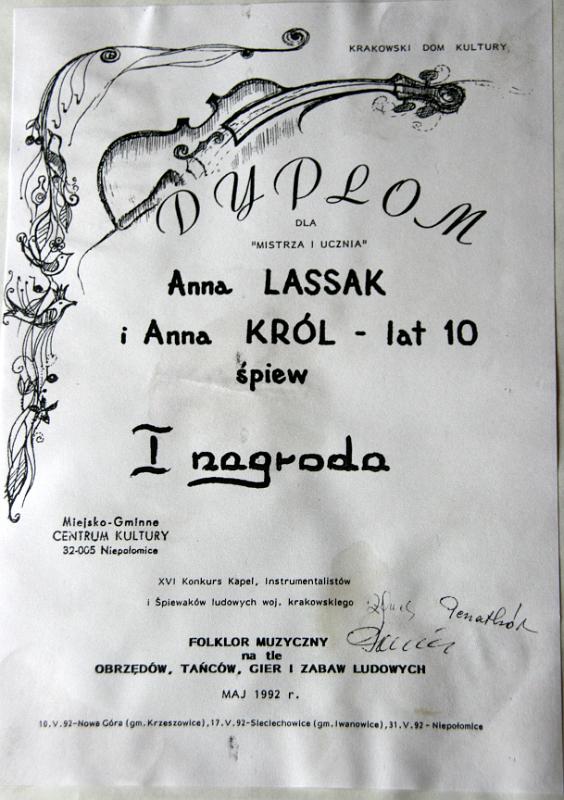 KRAKOWSKI DOM KULTURY
DYPLOM
DLA
"MISTRZA I UCZNIA"
Anna LASSAK
i Anna KRÓL - lat 10
śpiew
I nagroda
Miejsko-Gminne
CENTRUM KULTURY
32-005 Niepołomice
XVI Konkurs Kapel, Instrumentalistów
i Śpiewaków ludowych woj. krakowskiego
FOLKLOR MUZYCZNY
na tle
OBRZĘDÓW, TAŃCÓW, GIER I ZABAW LUDOWYCH
MAJ 1992 r.
10.V.92-Nowa Góra (gm. Krzeszowice),17.V.92-Sieciechowice (gm. Iwanowice),31.V.92 - Niepołomice